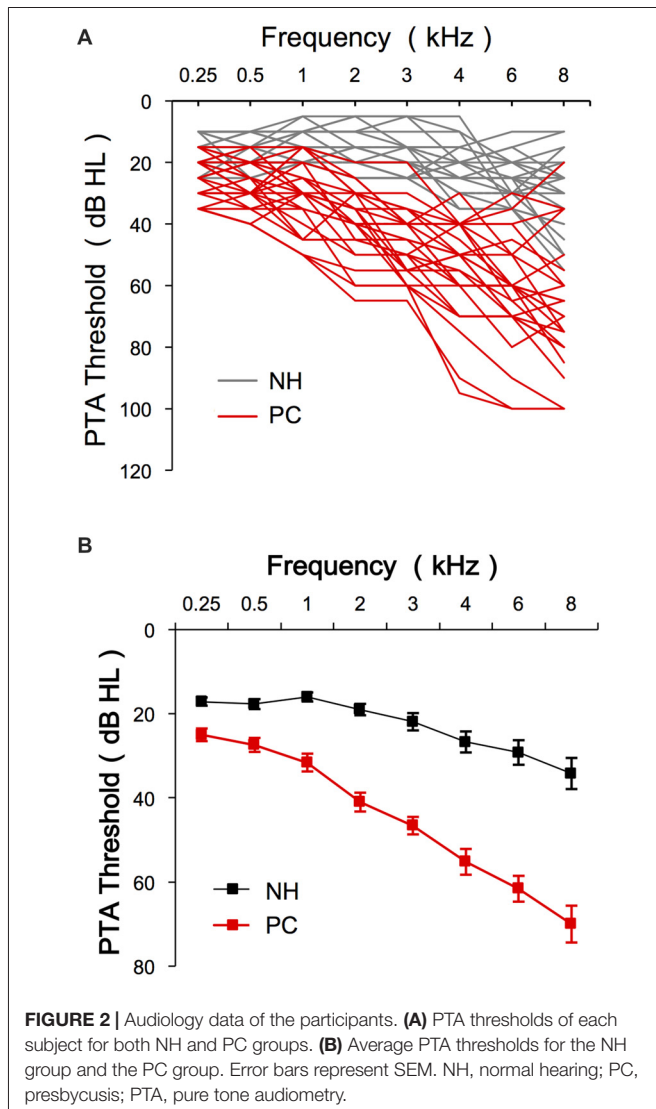 A
Frequency ( kHz )
0.25 0.5 1 2 3 4 6 8
0
20
40
60
80
100
120
PTA Threshold ( dB HL )
NH
PC
B
Frequency ( kHz )
0.25 0.5 1 2 3 4 6 8
0
20
40
60
80
PTA Threshold ( dB HL )
NH
PC
FIGURE 2 | Audiology data of the participants. (A) PTA thresholds of each
subject for both NH and PC groups. (B) Average PTA thresholds for the NH
group and the PC group. Error bars represent SEM. NH, normal hearing; PC,
presbycusis; PTA, pure tone audiometry.